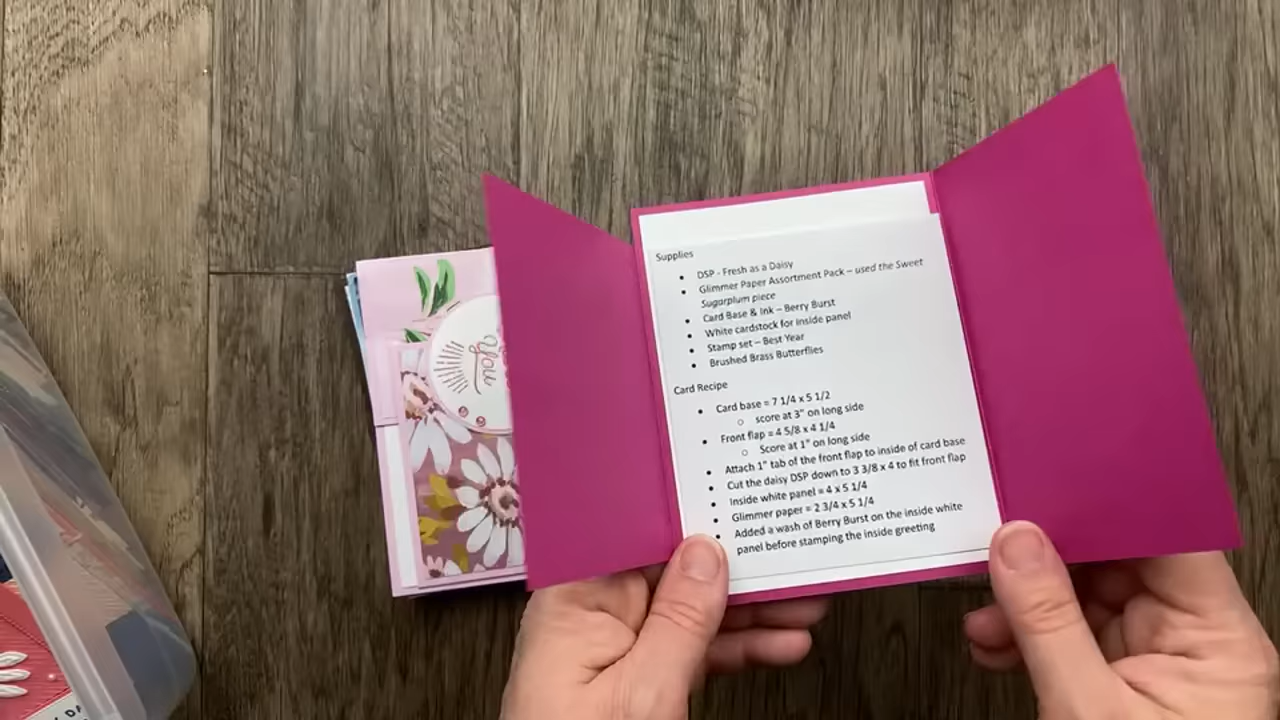 Supplies
• DSP - Fresh as a Daisy
• Glimmer Paper Assortment Pack – used the Sweet
Sugarplum piece
• Card Base & Ink – Berry Burst
• White cardstock for inside panel
• Stamp set – Best Year
• Brushed Brass Butterflies
Card Recipe
• Card base = 7 1/4 x 5 1/2
○ score at 3" on long side
• Front flap = 4 5/8 x 4 1/4
○ Score at 1" on long side
• Attach 1" tab of the front flap to inside of card base
• Cut the daisy DSP down to 3 3/8 x 4 to fit front flap
• Inside white panel = 4 x 5 1/4
• Glimmer paper = 2 3/4 x 5 1/4
• Added a wash of Berry Burst on the inside white
panel before stamping the inside greeting
You